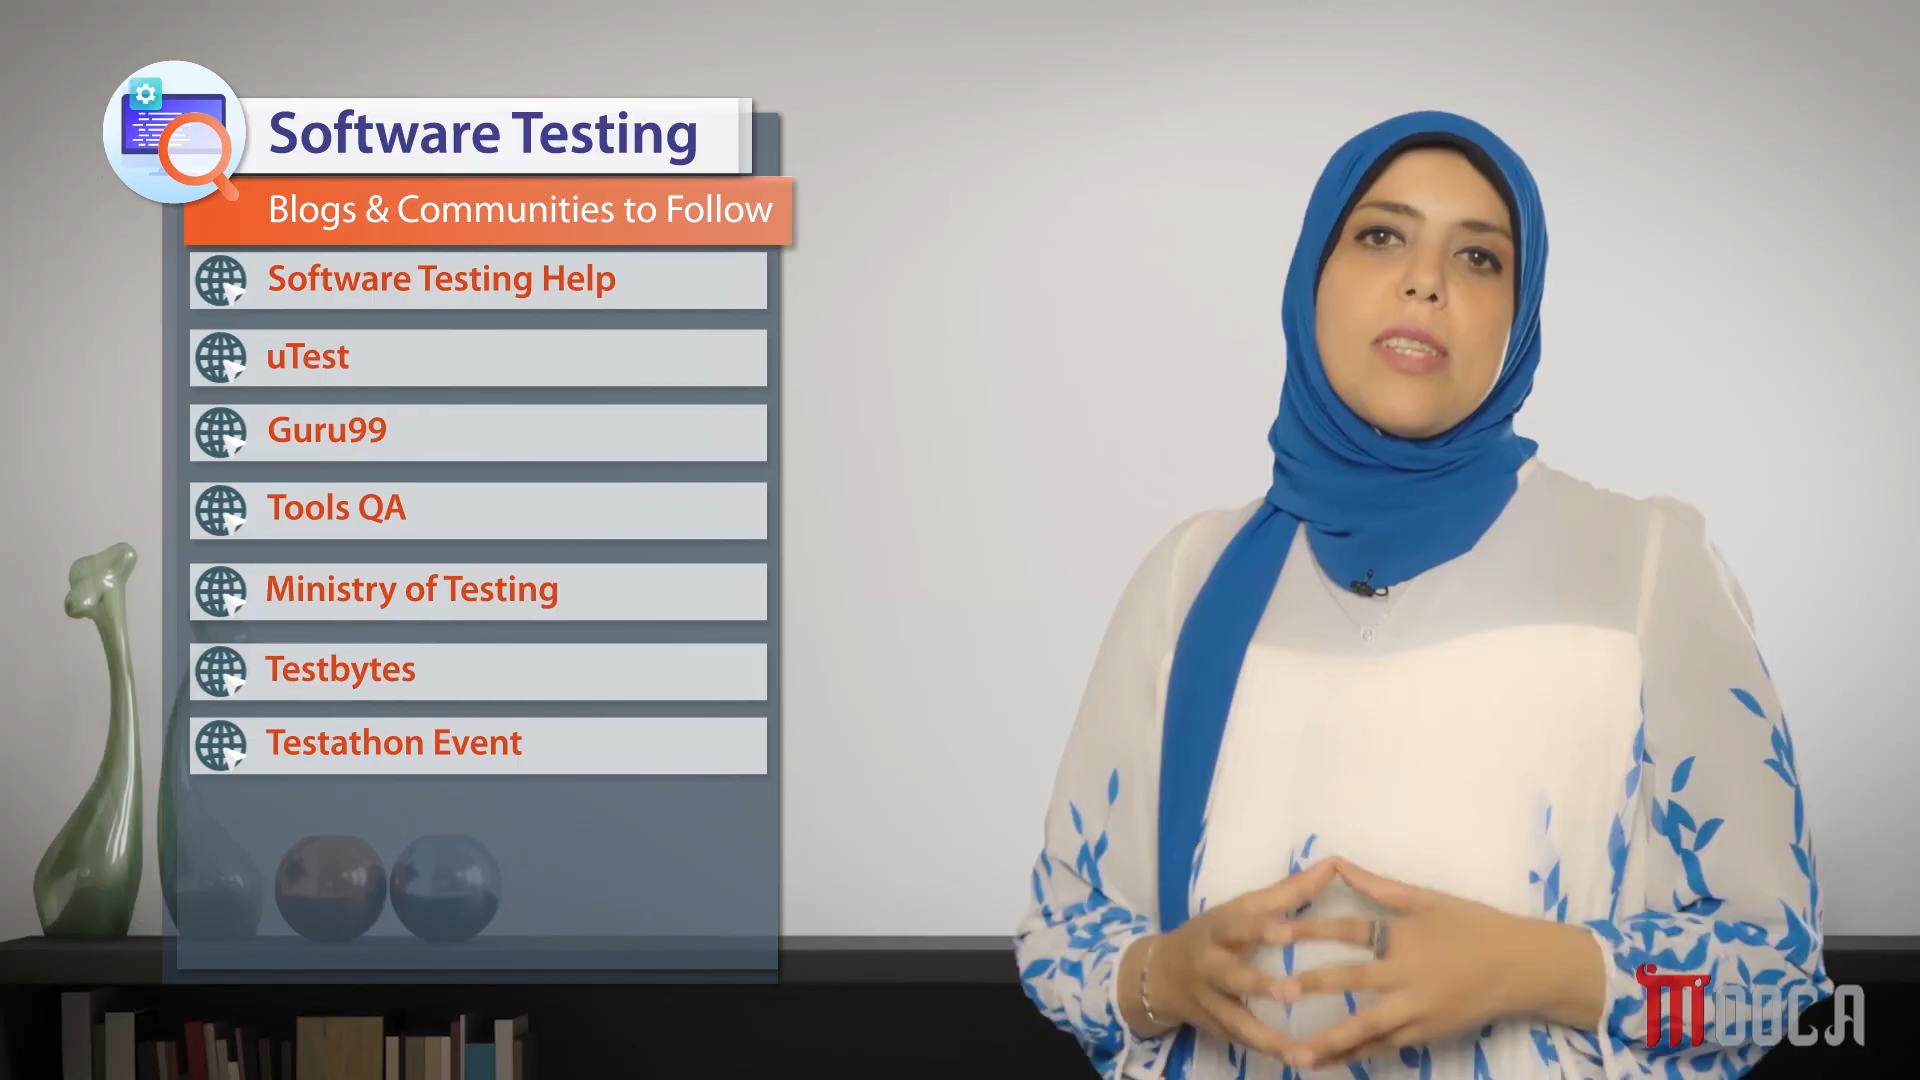 Software Testing
Blogs & Communities to Follow
Software Testing Help
uTest
Guru99
Tools QA
Ministry of Testing
Testbytes
Testathon Event
MOOCA